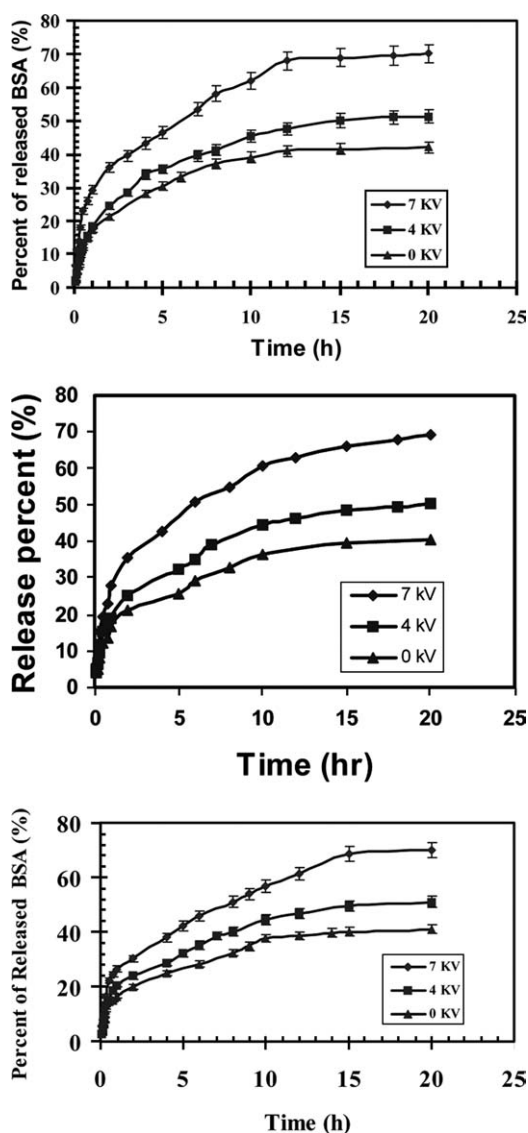 Percent of released BSA (%)
80
70
60
50
40
30
20
10
0
7 KV
4 KV
0 KV
0 5 10 15 20 25
Time (h)
Release percent (%)
80
70
60
50
40
30
20
10
0
7 kV
4 kV
0 kV
0 5 10 15 20 25
Time (hr)
Percent of Released BSA (%)
80
60
40
20
0
7 KV
4 KV
0 KV
0 5 10 15 20 25
Time (h)